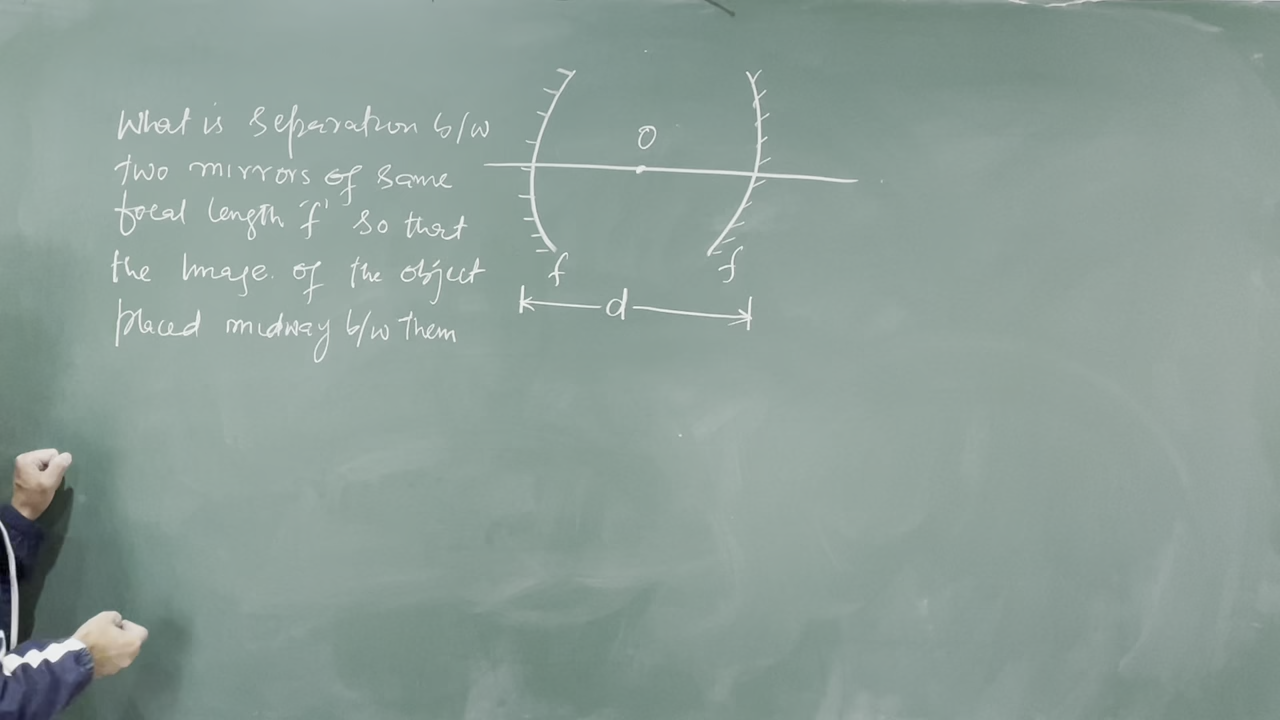 What is separation b/w
two mirrors of same
focal length 'f' so that
the Image. of the object
placed midway b/w them
O
f
f
d